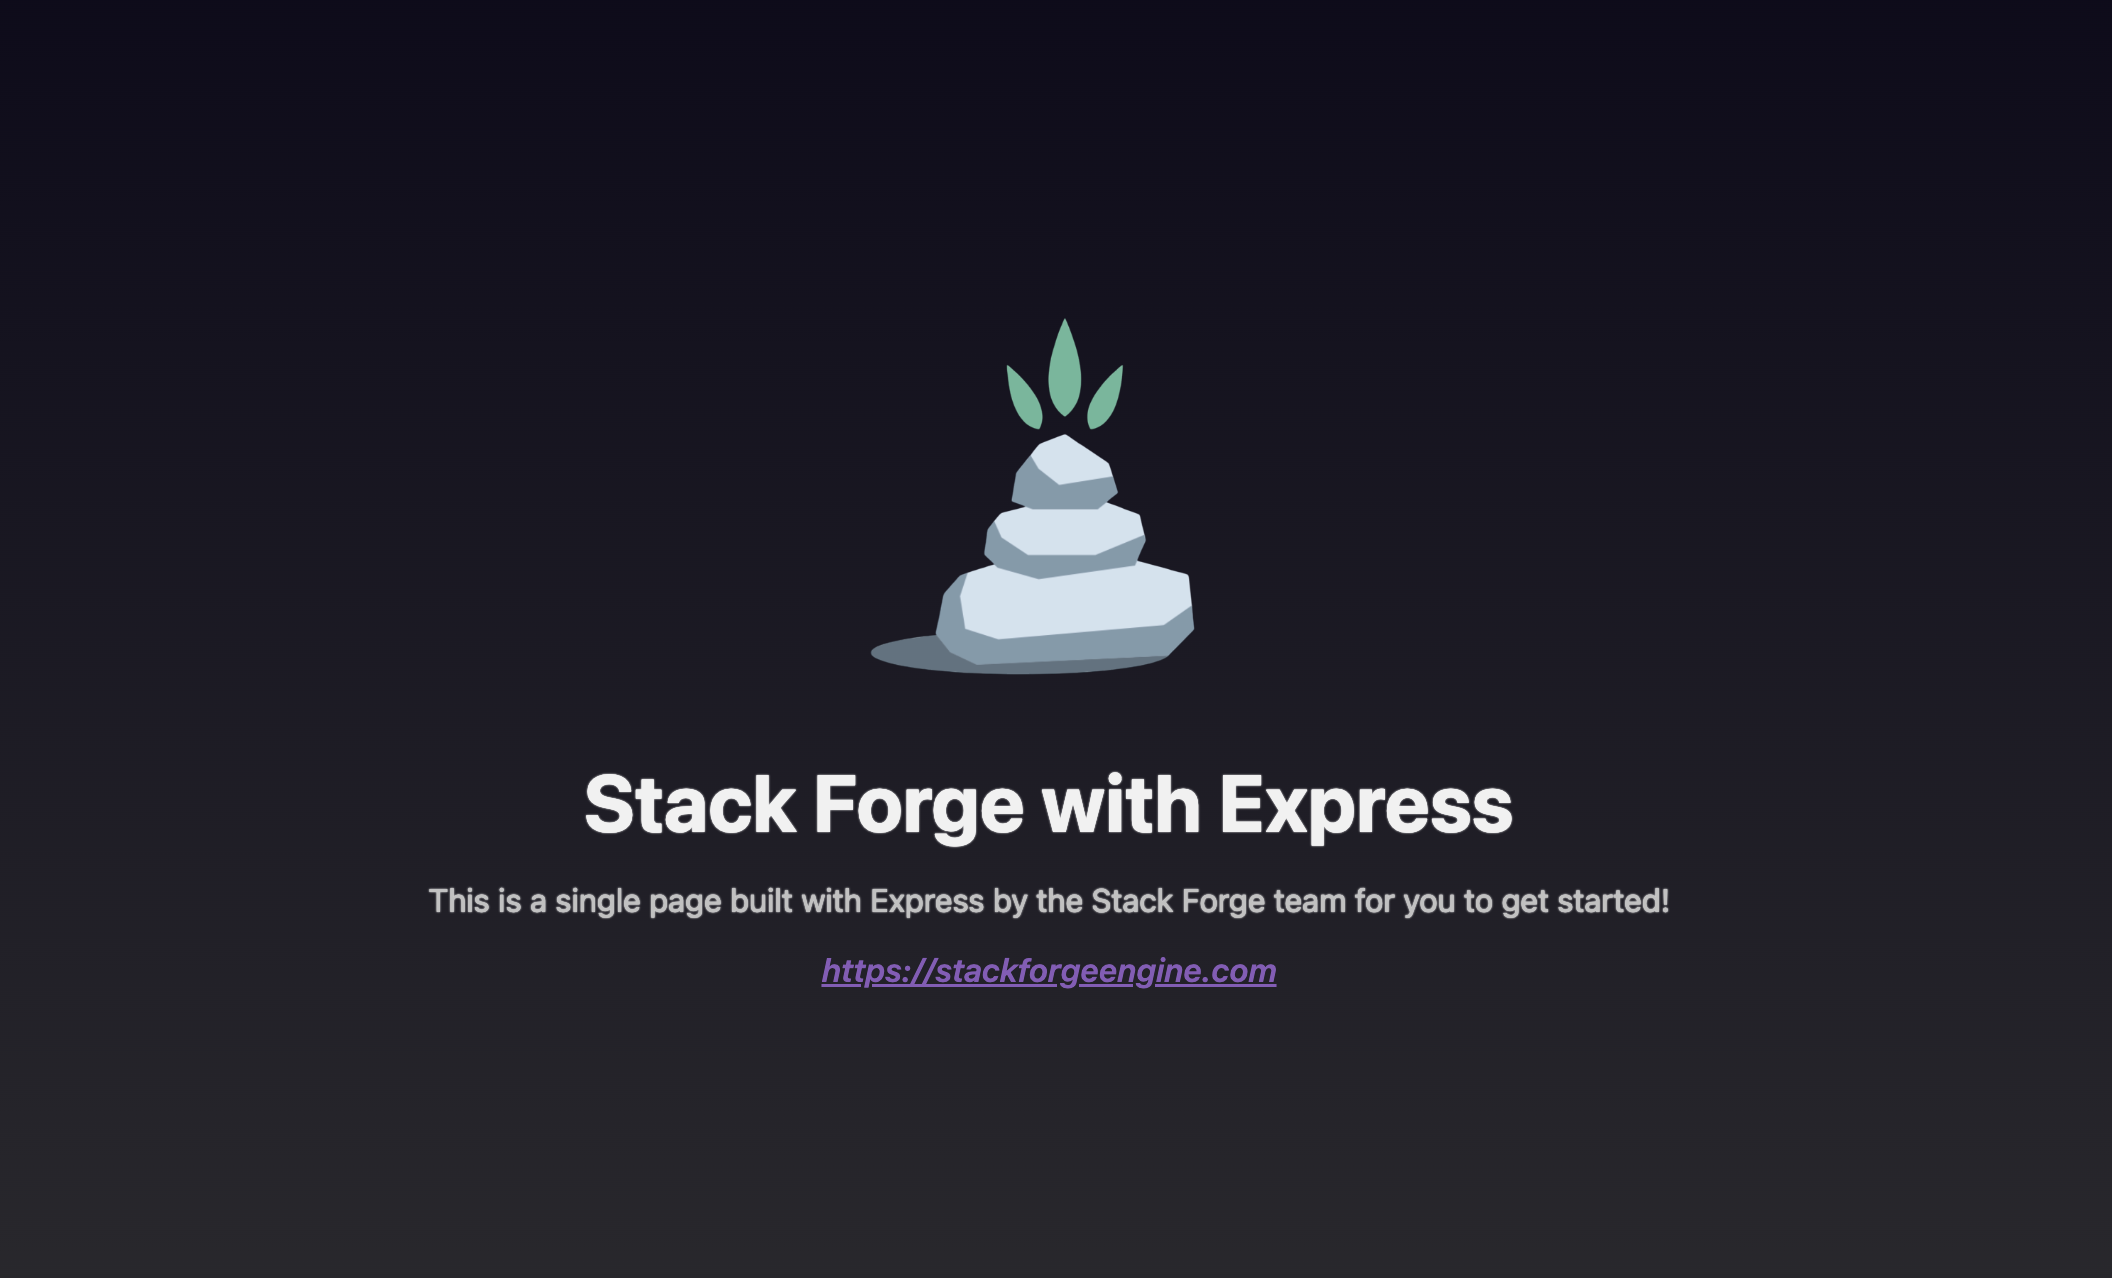 Stack Forge with Express
This is a single page built with Express by the Stack Forge team for you to get started!
https://stackforgeengine.com